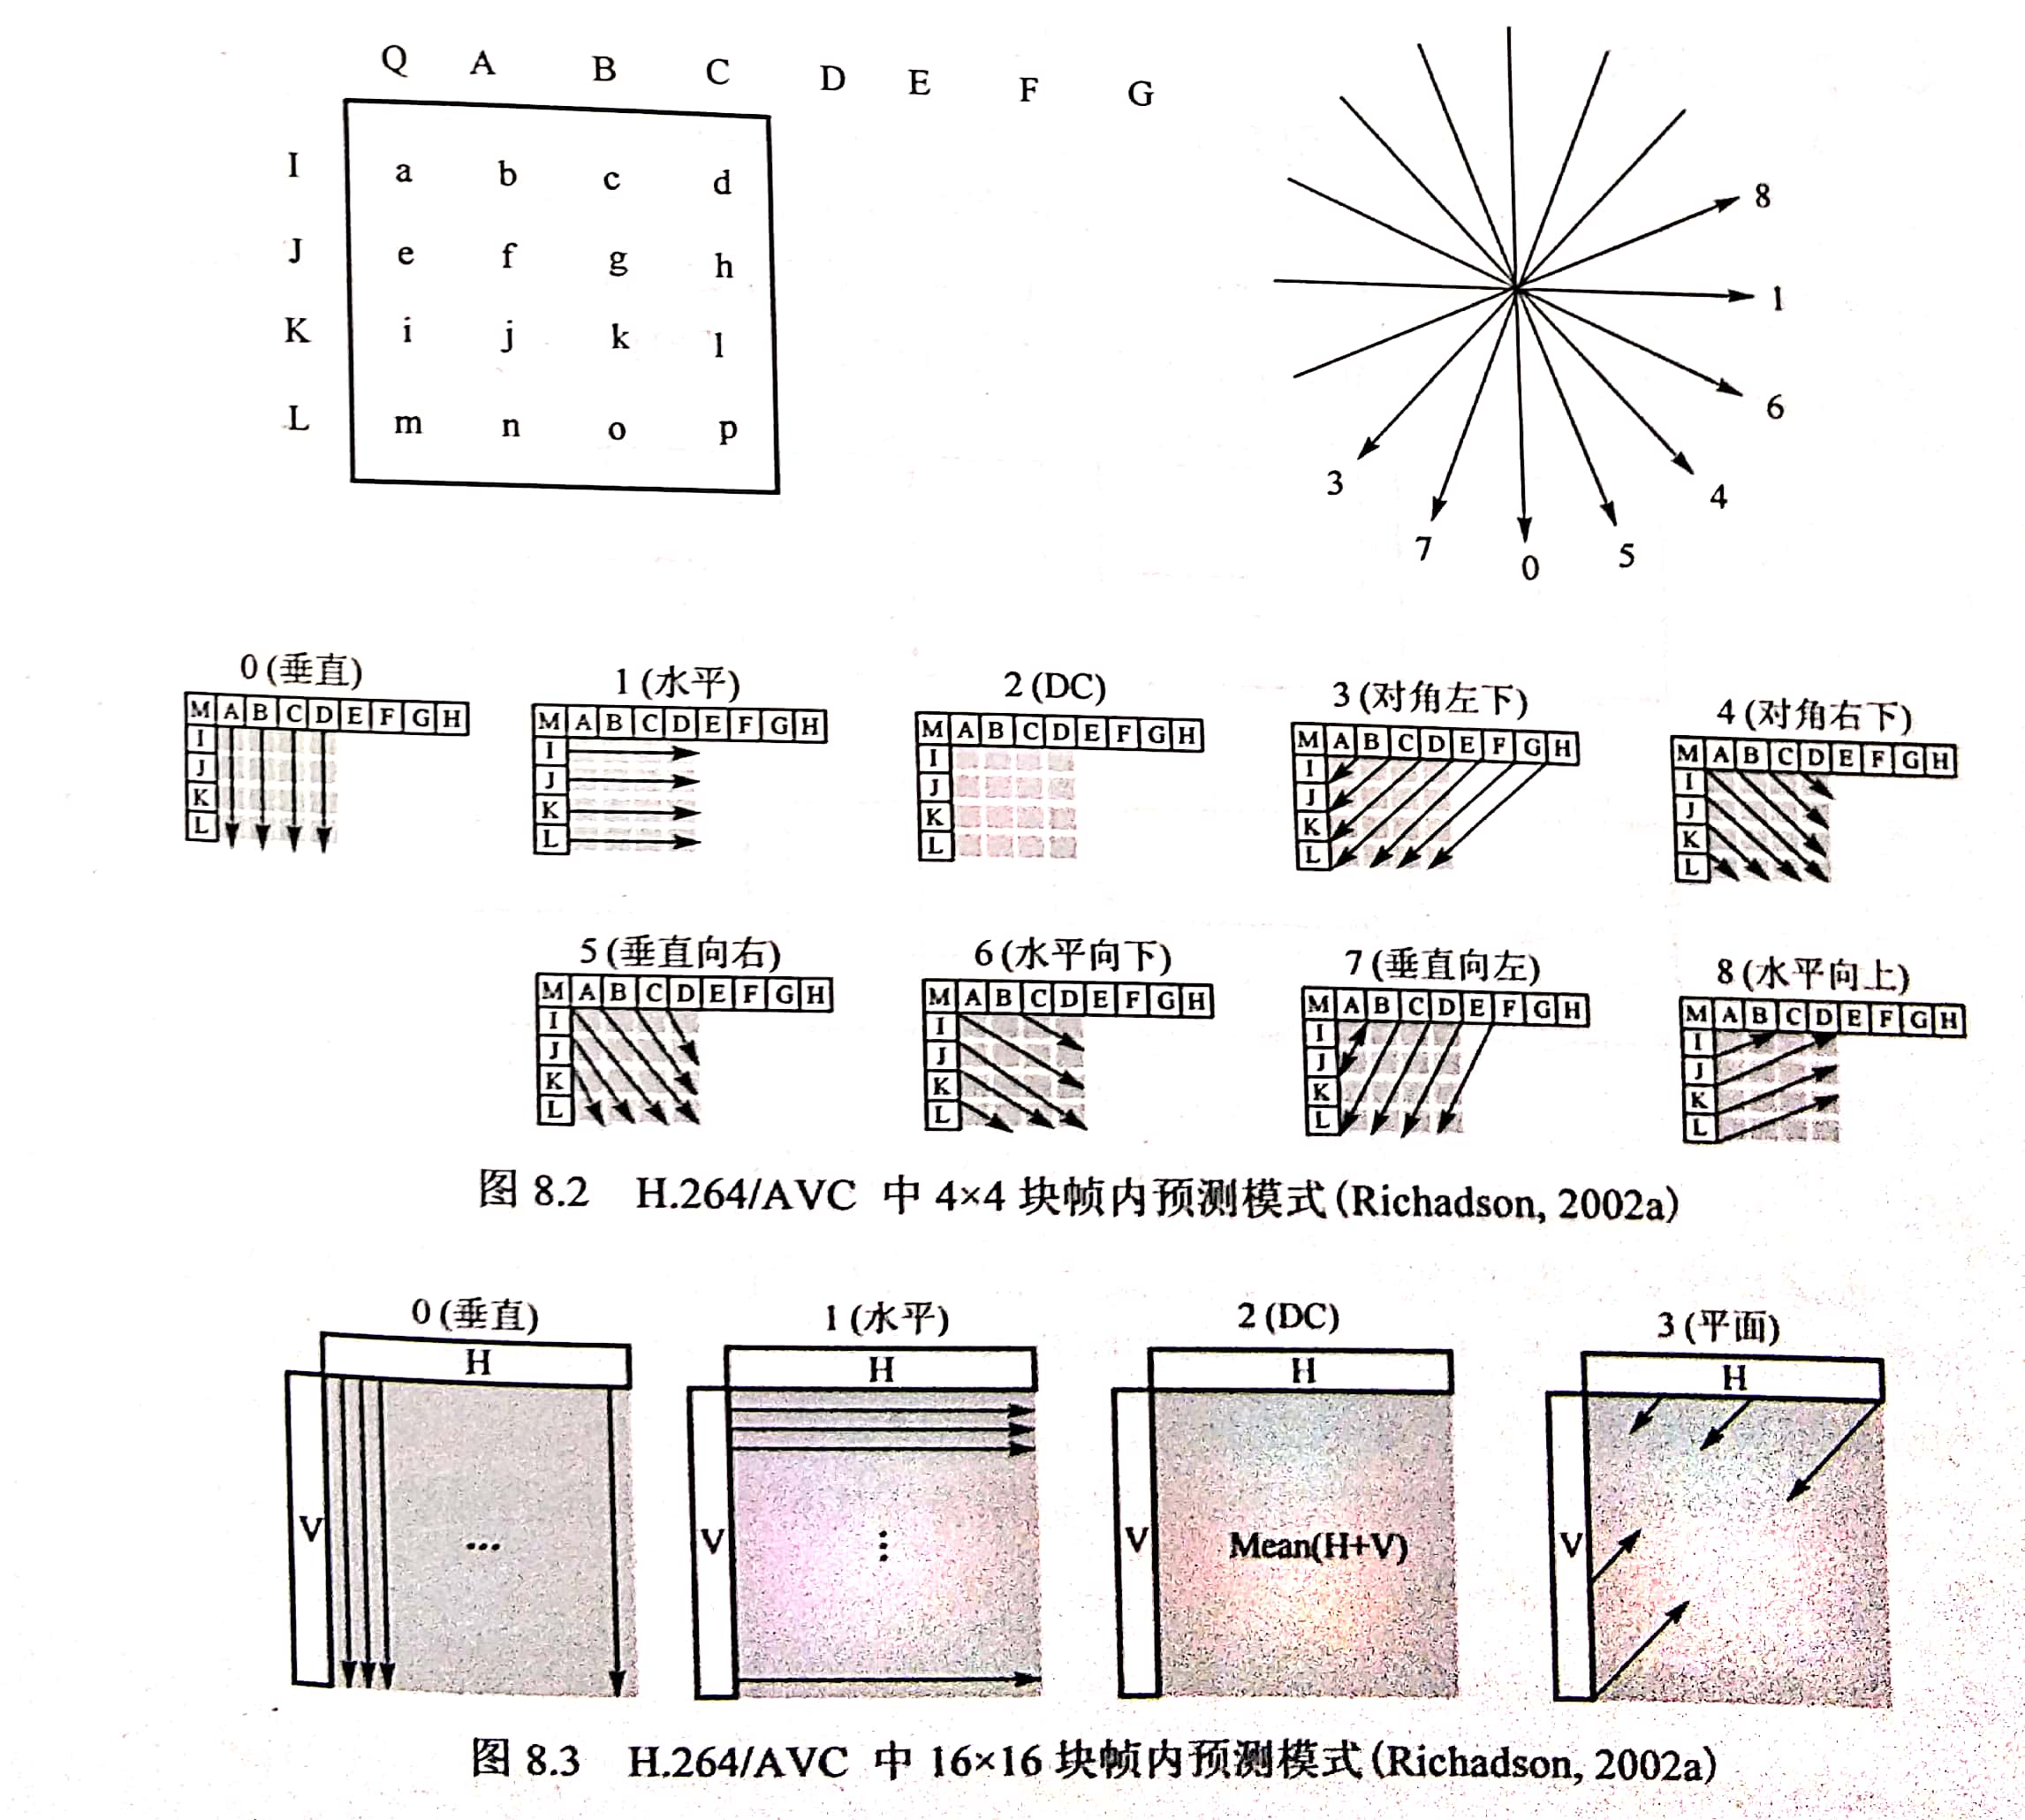 Q A B C D E F G
I a b c d
J e f g h
K i j k l
L m n o p
8
1
6
4
5
0
7
3
0 (垂直)
M A B C D E F G H
I
J
K
L
1 (水平)
M A B C D E F G H
I
J
K
L
2 (DC)
M A B C D E F G H
I
J
K
L
3 (对角左下)
M A B C D E F G H
I
J
K
L
4 (对角右下)
M A B C D E F G H
I
J
K
L
5 (垂直向右)
M A B C D E F G H
I
J
K
L
6 (水平向下)
M A B C D E F G H
I
J
K
L
7 (垂直向左)
M A B C D E F G H
I
J
K
L
8 (水平向上)
M A B C D E F G H
I
J
K
L
图 8.2 H.264/AVC 中 4×4 块帧内预测模式 (Richadson, 2002a)
0 (垂直)
H
V
...
1 (水平)
H
V
⋮
2 (DC)
H
V
Mean(H+V)
3 (平面)
H
V
图 8.3 H.264/AVC 中 16×16 块帧内预测模式 (Richadson, 2002a)